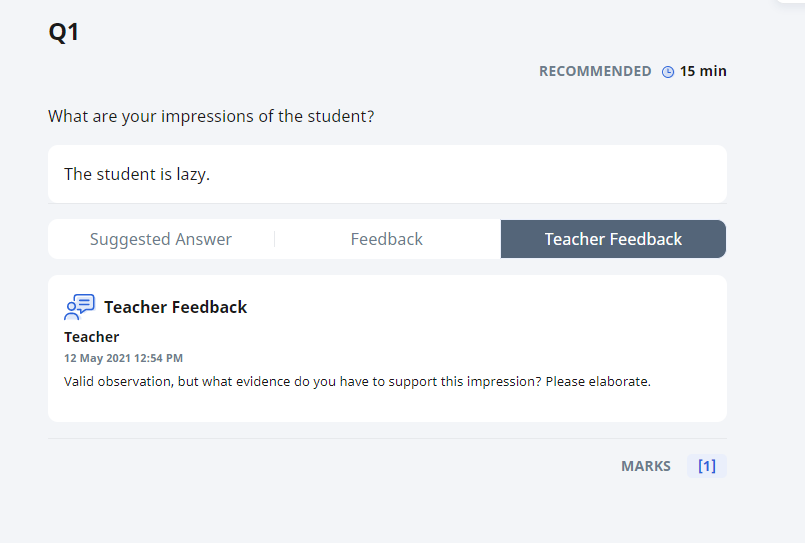 Q1
RECOMMENDED 15 min
What are your impressions of the student?
The student is lazy.
Suggested Answer Feedback Teacher Feedback
Teacher Feedback
Teacher
12 May 2021 12:54 PM
Valid observation, but what evidence do you have to support this impression? Please elaborate.
MARKS [1]